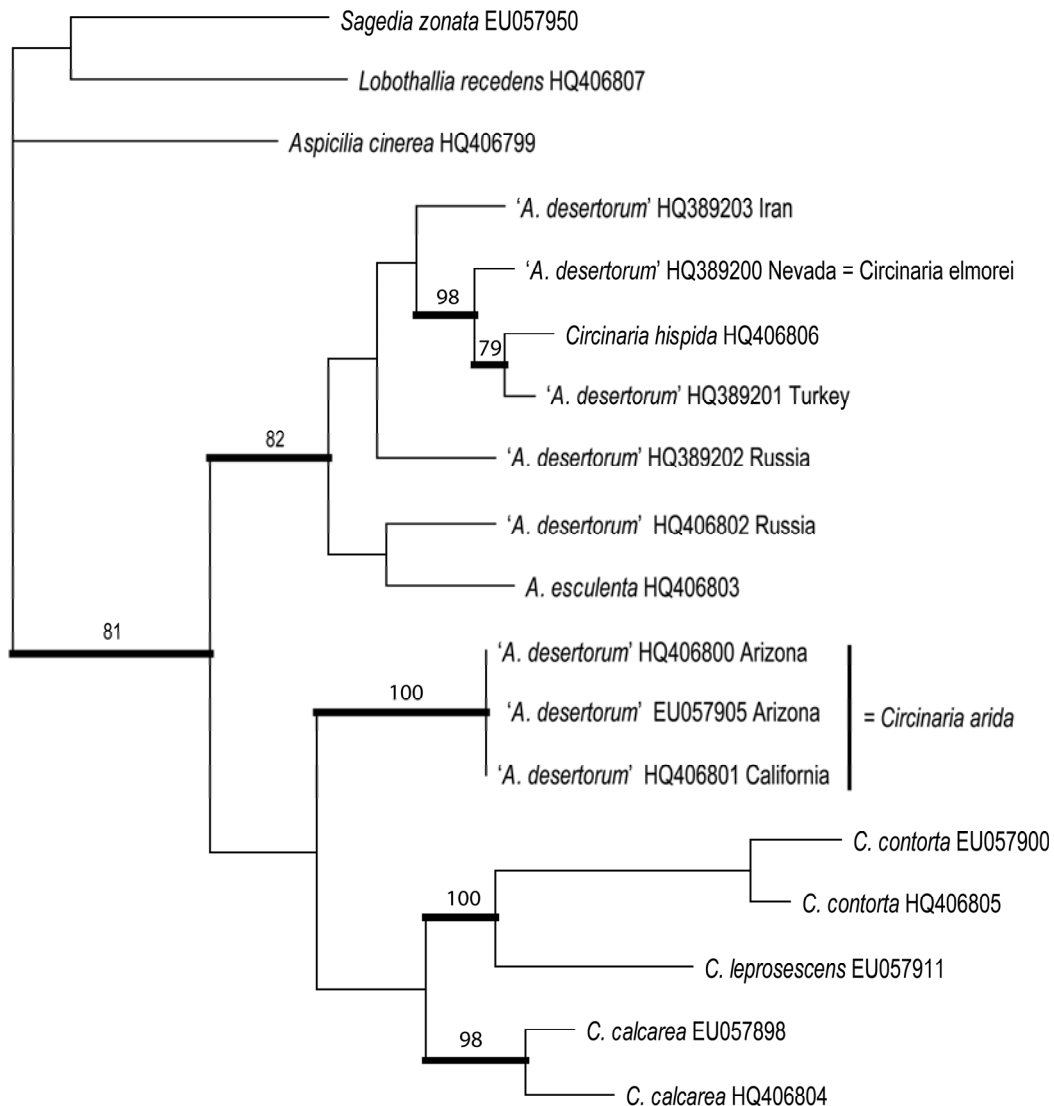 Sagedia zonata EU057950
Lobothallia recedens HQ406807
Aspicilia cinerea HQ406799
‘A. desertorum’ HQ389203 Iran
‘A. desertorum’ HQ389200 Nevada = Circinaria elmorei
98
Circinaria hispida HQ406806
79
‘A. desertorum’ HQ389201 Turkey
82
‘A. desertorum’ HQ389202 Russia
‘A. desertorum’ HQ406802 Russia
A. esculenta HQ406803
81
‘A. desertorum’ HQ406800 Arizona
100
‘A. desertorum’ EU057905 Arizona
= Circinaria arida
‘A. desertorum’ HQ406801 California
C. contorta EU057900
100
C. contorta HQ406805
C. leprosescens EU057911
C. calcarea EU057898
98
C. calcarea HQ406804